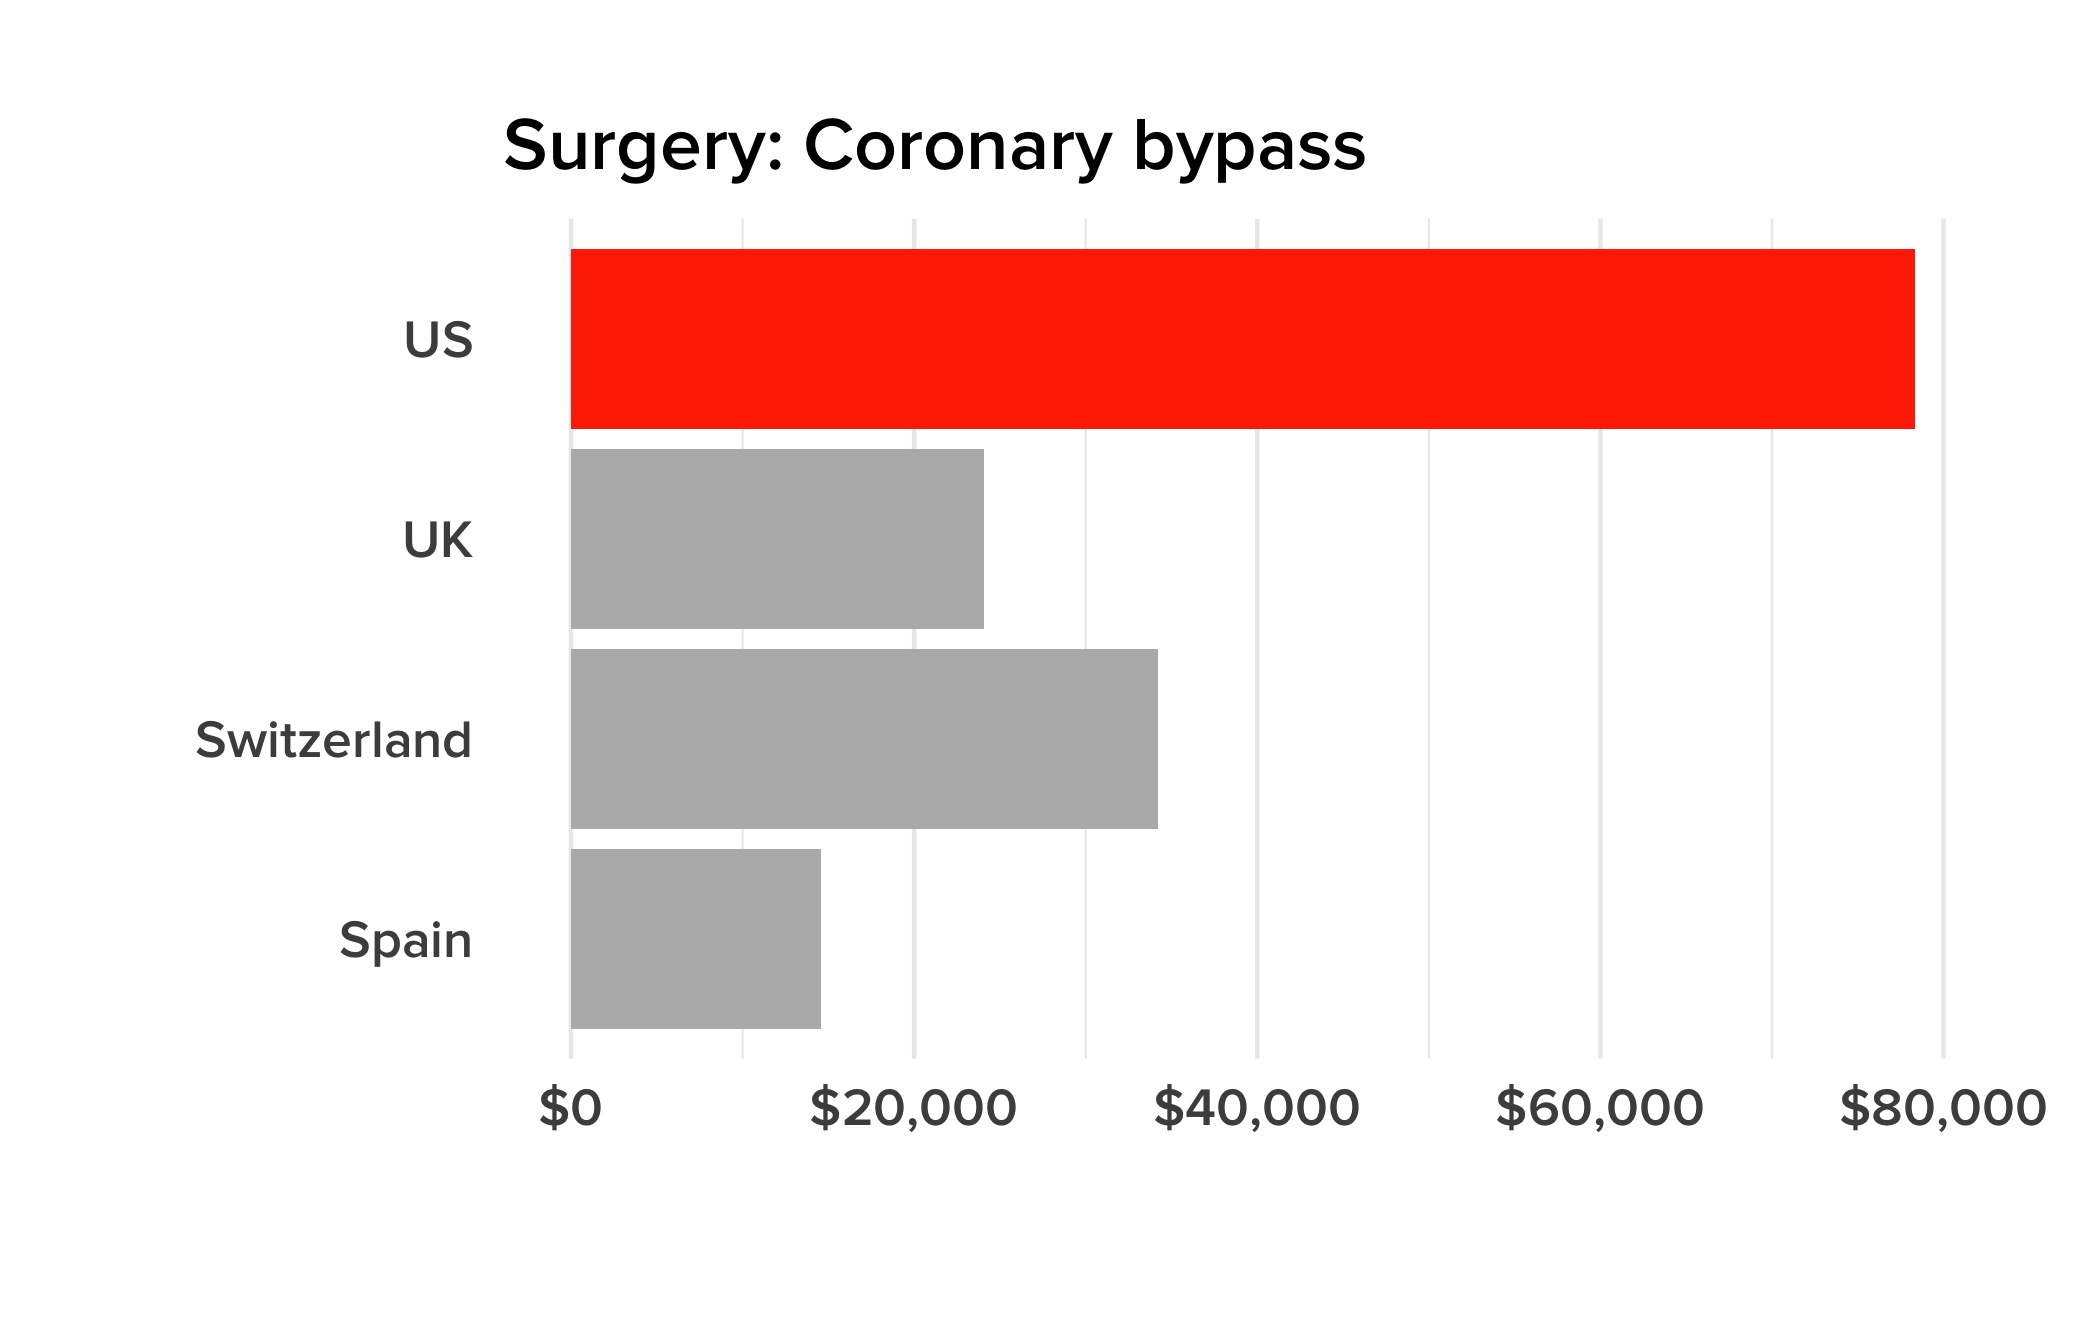 Surgery: Coronary bypass
US
UK
Switzerland
Spain
$0 $20,000 $40,000 $60,000 $80,000